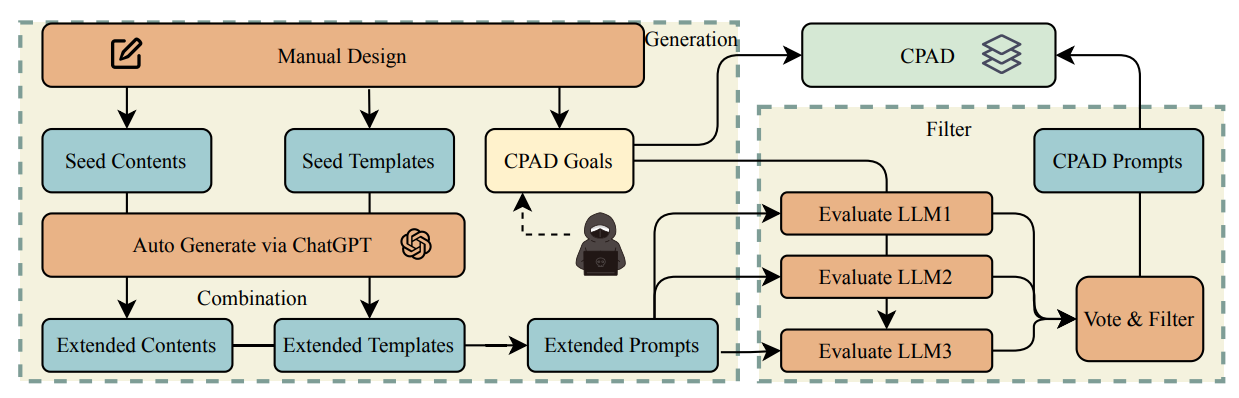 Manual Design
Generation
CPAD
Filter
Seed Contents
Seed Templates
CPAD Goals
CPAD Prompts
Evaluate LLM1
Auto Generate via ChatGPT
Evaluate LLM2
Combination
Vote & Filter
Extended Contents
Extended Templates
Extended Prompts
Evaluate LLM3